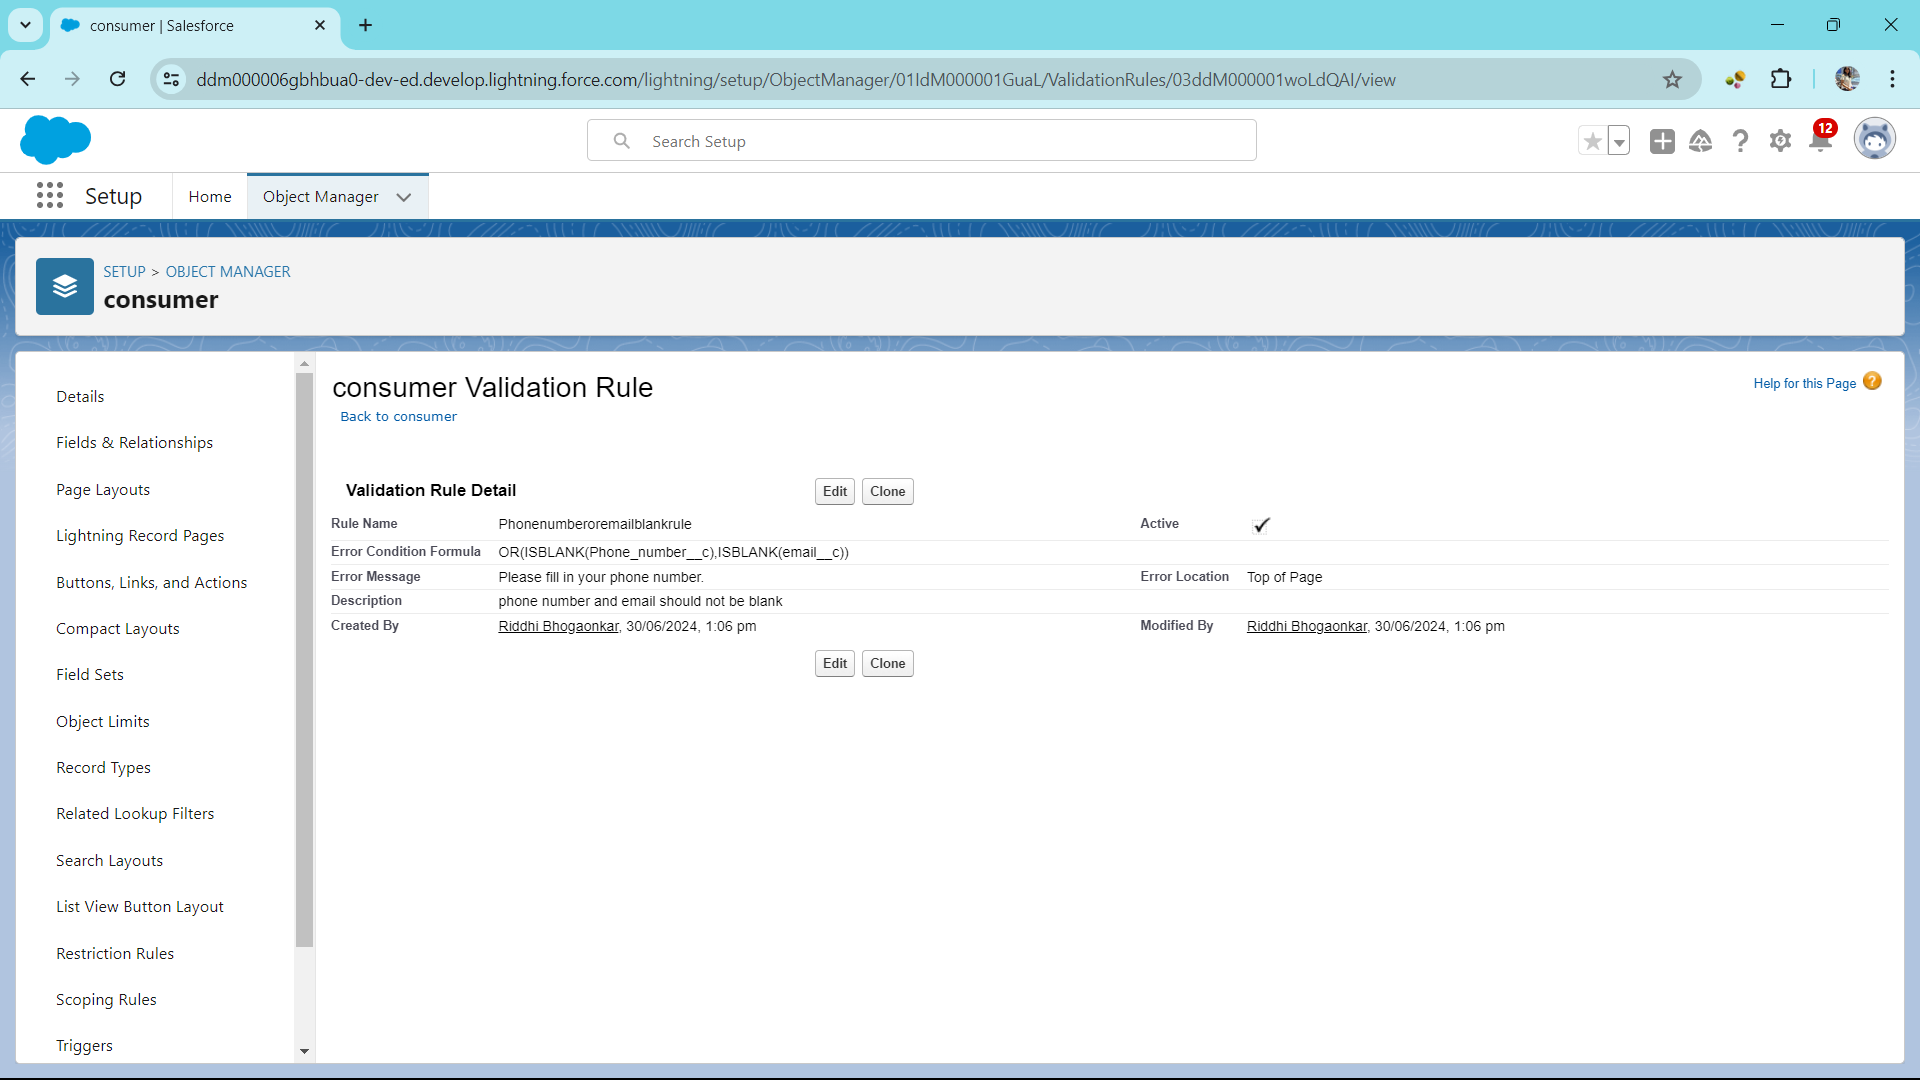 consumer | Salesforce
ddm000006gbhbua0-dev-ed.develop.lightning.force.com/lightning/setup/ObjectManager/01IdM000001GuaL/ValidationRules/03ddM000001woLdQAI/view
Search Setup
12
Setup
Home
Object Manager
SETUP > OBJECT MANAGER
consumer
Details
Fields & Relationships
Page Layouts
Lightning Record Pages
Buttons, Links, and Actions
Compact Layouts
Field Sets
Object Limits
Record Types
Related Lookup Filters
Search Layouts
List View Button Layout
Restriction Rules
Scoping Rules
Triggers
consumer Validation Rule
Back to consumer
Help for this Page ?
Validation Rule Detail
Edit Clone
Rule Name Phonenumberoremailblankrule Active
Error Condition Formula OR(ISBLANK(Phone_number__c),ISBLANK(email__c))
Error Message Please fill in your phone number. Error Location Top of Page
Description phone number and email should not be blank
Created By Riddhi Bhogaonkar, 30/06/2024, 1:06 pm Modified By Riddhi Bhogaonkar, 30/06/2024, 1:06 pm
Edit Clone